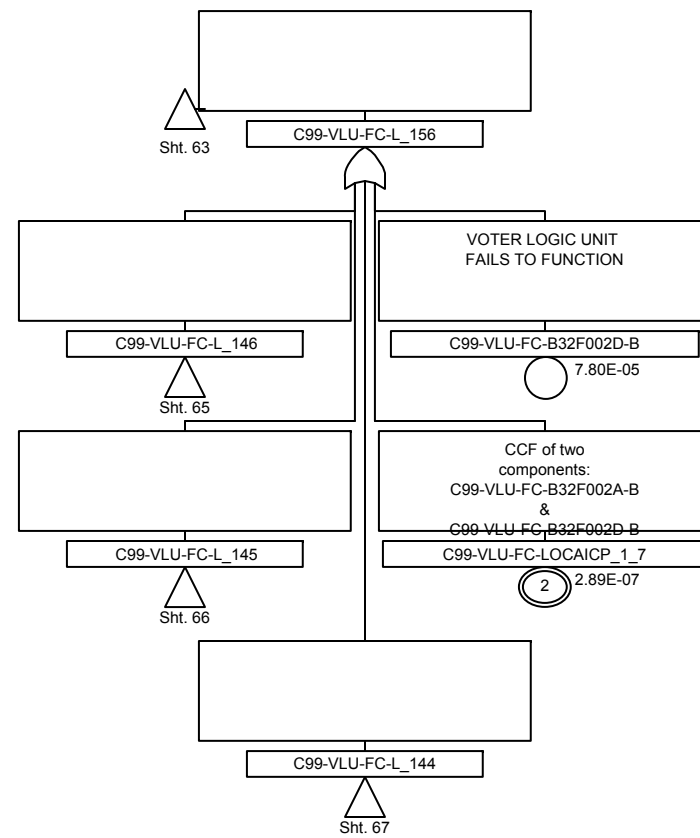 C99-VLU-FC-L_156
Sht. 63
VOTER LOGIC UNIT
FAILS TO FUNCTION
C99-VLU-FC-L_146
Sht. 65
C99-VLU-FC-B32F002D-B
7.80E-05
CCF of two
components:
C99-VLU-FC-B32F002A-B
&
C99-VLU-FC-B32F002D-B
C99-VLU-FC-L_145
Sht. 66
C99-VLU-FC-LOCAICP_1_7
2
2.89E-07
C99-VLU-FC-L_144
Sht. 67